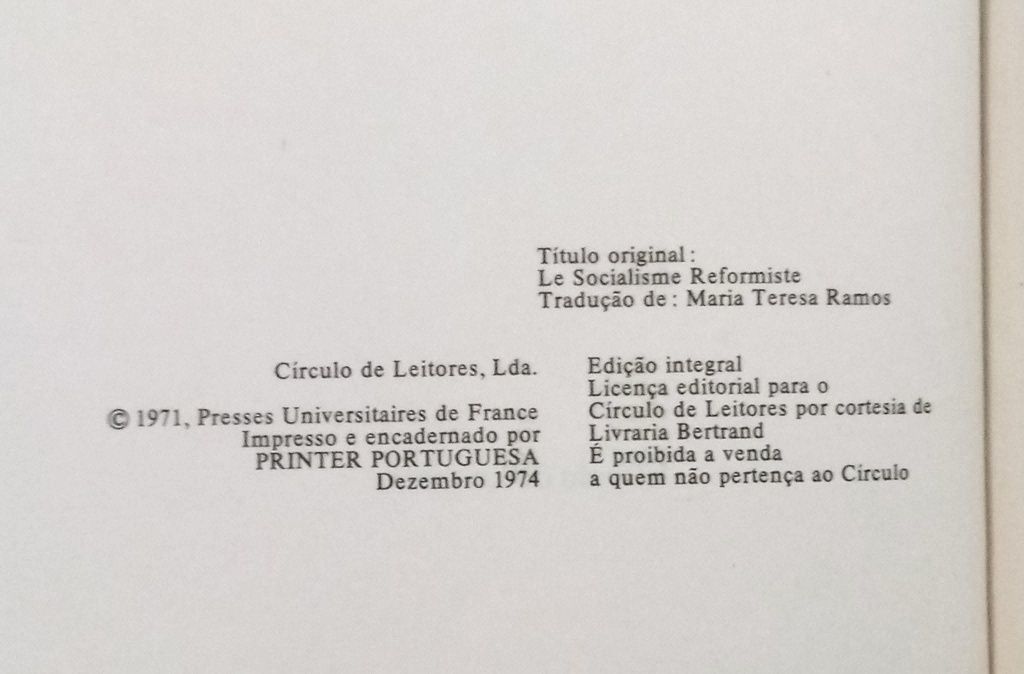 Título original :
Le Socialisme Reformiste
Tradução de : Maria Teresa Ramos
Círculo de Leitores, Lda.
© 1971, Presses Universitaires de France
Impresso e encadernado por
PRINTER PORTUGUESA
Dezembro 1974
Edição integral
Licença editorial para o
Círculo de Leitores por cortesia de
Livraria Bertrand
É proibida a venda
a quem não pertença ao Círculo